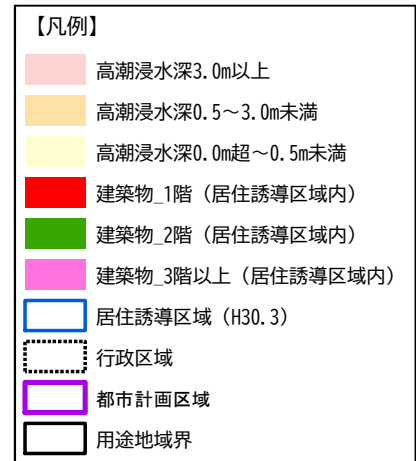 【凡例】
高潮浸水深3.0m以上
高潮浸水深0.5～3.0m未満
高潮浸水深0.0m超～0.5m未満
建築物_1階（居住誘導区域内）
建築物_2階（居住誘導区域内）
建築物_3階以上（居住誘導区域内）
居住誘導区域（H30.3）
行政区域
都市計画区域
用途地域界